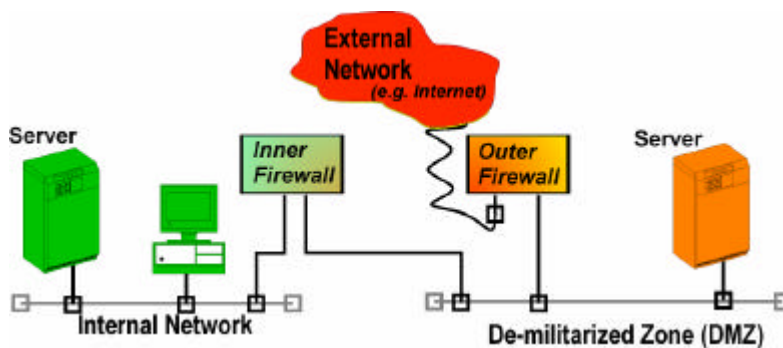 External
Network
(e.g. Internet)
Server
Inner
Firewall
Outer
Firewall
Server
Internal Network
De-militarized Zone (DMZ)